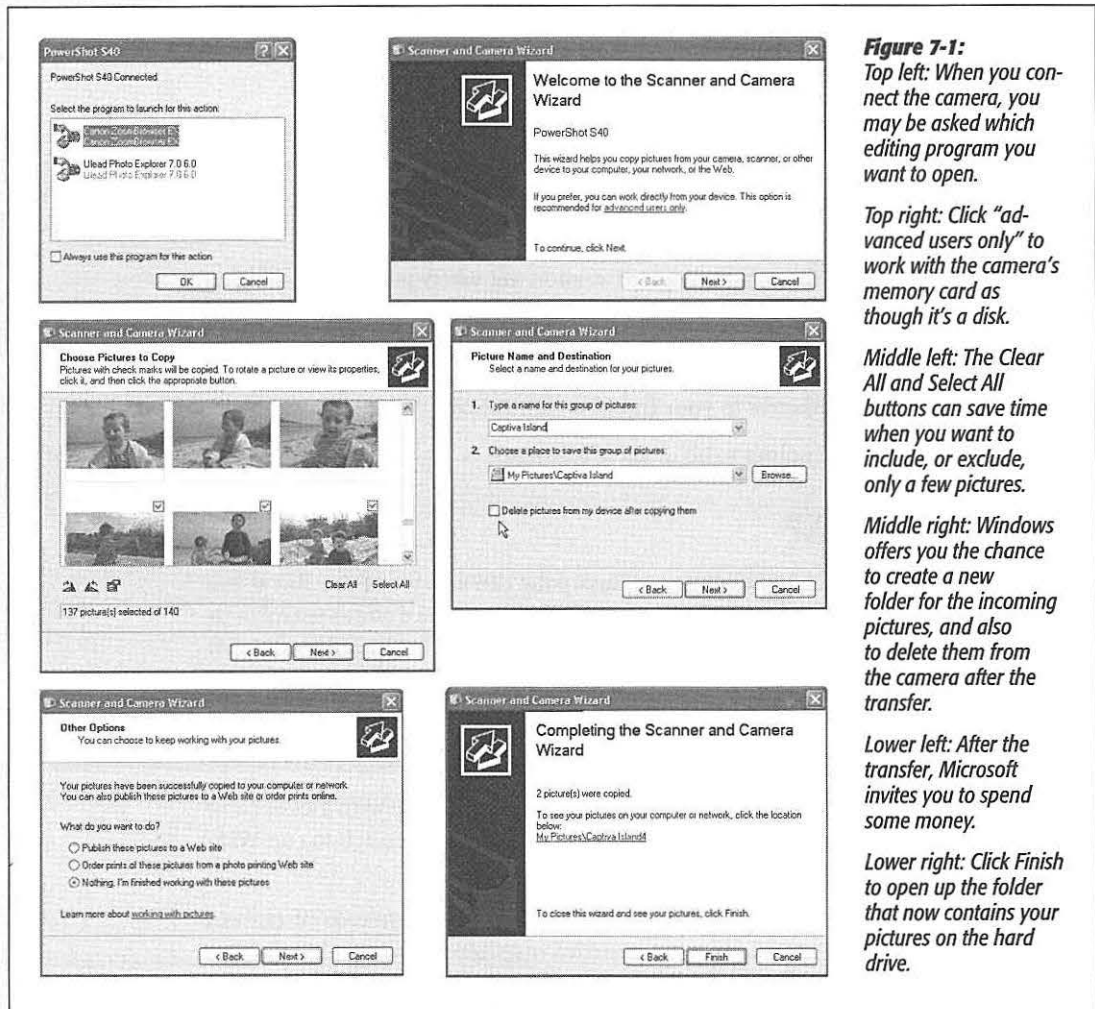 PowerShot S40
PowerShot S40 Connected
Select the program to launch for this action:
Canon ZoomBrowser EX
Canon ZoomBrowser EX
Ulead Photo Explorer 7.0 6.0
Ulead Photo Explorer 7.0 6.0
Always use this program for this action
OK Cancel
Scanner and Camera Wizard
Welcome to the Scanner and Camera
Wizard
PowerShot S40
This wizard helps you copy pictures from your camera, scanner, or other
device to your computer, your network, or the Web.
If you prefer, you can work directly from your device. This option is
recommended for advanced users only.
To continue, click Next.
< Back Next > Cancel
Scanner and Camera Wizard
Choose Pictures to Copy
Pictures with check marks will be copied. To rotate a picture or view its properties,
click it, and then click the appropriate button.
Clear All Select All
137 picture(s) selected of 140
< Back Next > Cancel
Scanner and Camera Wizard
Picture Name and Destination
Select a name and destination for your pictures.
1. Type a name for this group of pictures:
Captiva Island
2. Choose a place to save this group of pictures:
My Pictures\Captiva Island
Browse...
Delete pictures from my device after copying them
< Back Next > Cancel
Scanner and Camera Wizard
Other Options
You can choose to keep working with your pictures.
Your pictures have been successfully copied to your computer or network.
You can also publish these pictures to a Web site or order prints online.
What do you want to do?
Publish these pictures to a Web site
Order prints of these pictures from a photo printing Web site
Nothing. I'm finished working with these pictures
Learn more about working with pictures.
< Back Next > Cancel
Scanner and Camera Wizard
Completing the Scanner and Camera
Wizard
2 picture(s) were copied.
To see your pictures on your computer or network, click the location
below:
My Pictures\Captiva Island4
To close this wizard and see your pictures, click Finish.
< Back Finish Cancel
Figure 7-1:
Top left: When you con-
nect the camera, you
may be asked which
editing program you
want to open.
Top right: Click "ad-
vanced users only" to
work with the camera's
memory card as
though it's a disk.
Middle left: The Clear
All and Select All
buttons can save time
when you want to
include, or exclude,
only a few pictures.
Middle right: Windows
offers you the chance
to create a new
folder for the incoming
pictures, and also
to delete them from
the camera after the
transfer.
Lower left: After the
transfer, Microsoft
invites you to spend
some money.
Lower right: Click Finish
to open up the folder
that now contains your
pictures on the hard
drive.